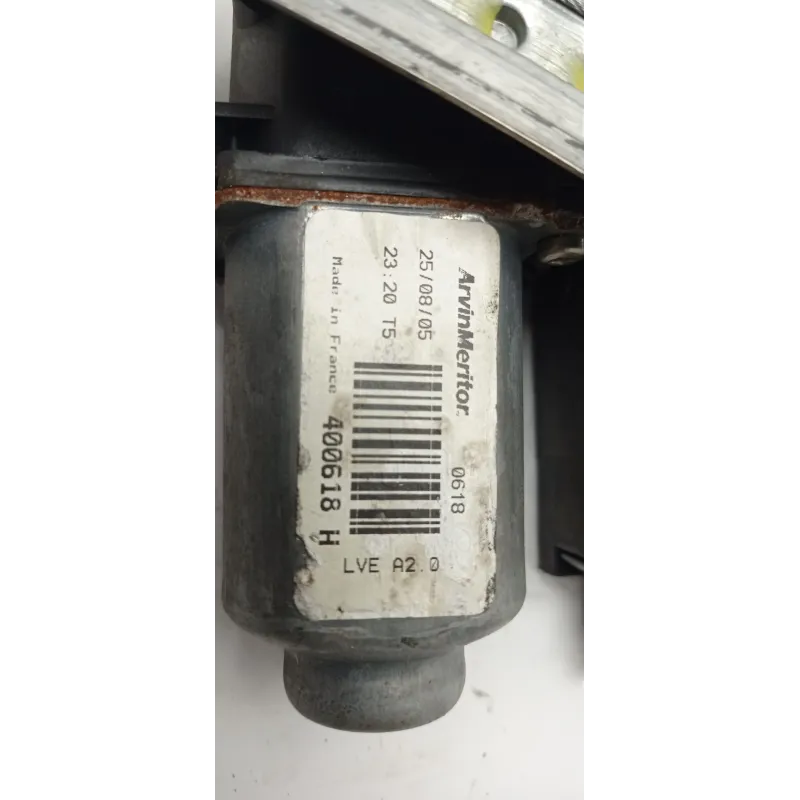 ArvinMeritor 0618
25/08/05
23:20 T5
Made in France 400618 H
LVE A2.0